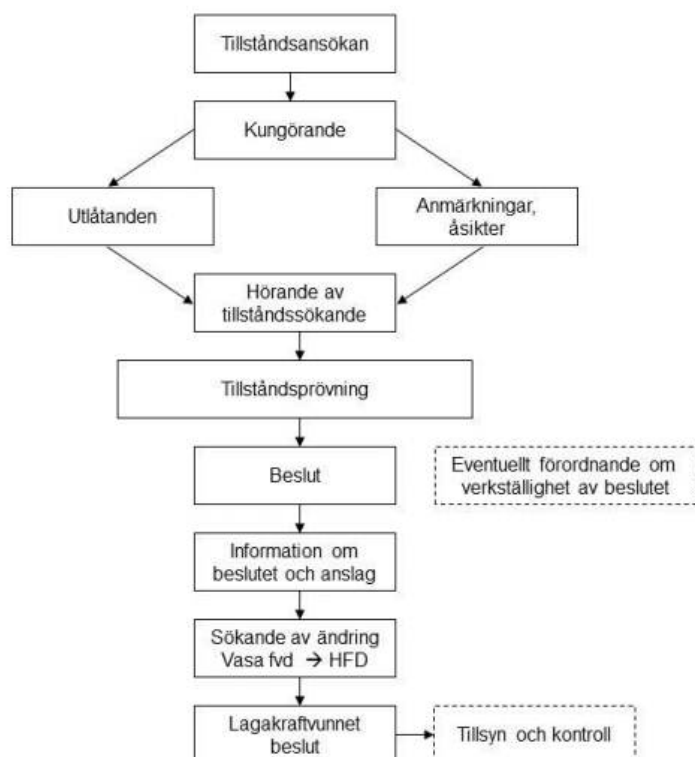 Tillståndsansökan
Kungörande
Utlåtanden
Anmärkningar,
åsikter
Hörande av
tillståndssökande
Tillståndsprövning
Beslut
Eventuellt förordnande om
verkställighet av beslutet
Information om
beslutet och anslag
Sökande av ändring
Vasa fvd → HFD
Lagakraftvunnet
beslut
Tillsyn och kontroll